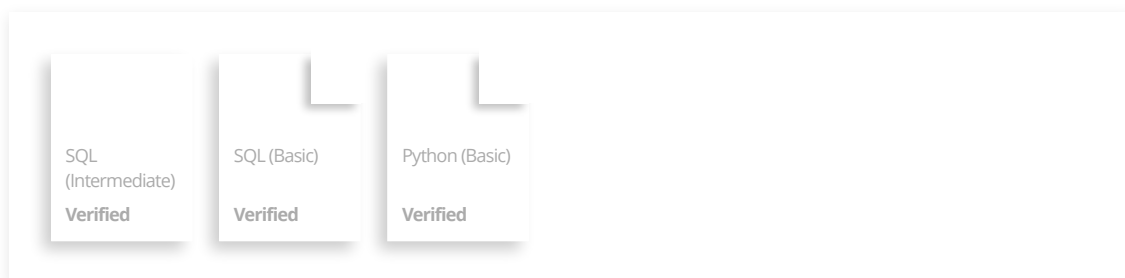 SQL
(Intermediate)
Verified
SQL (Basic)
Verified
Python (Basic)
Verified